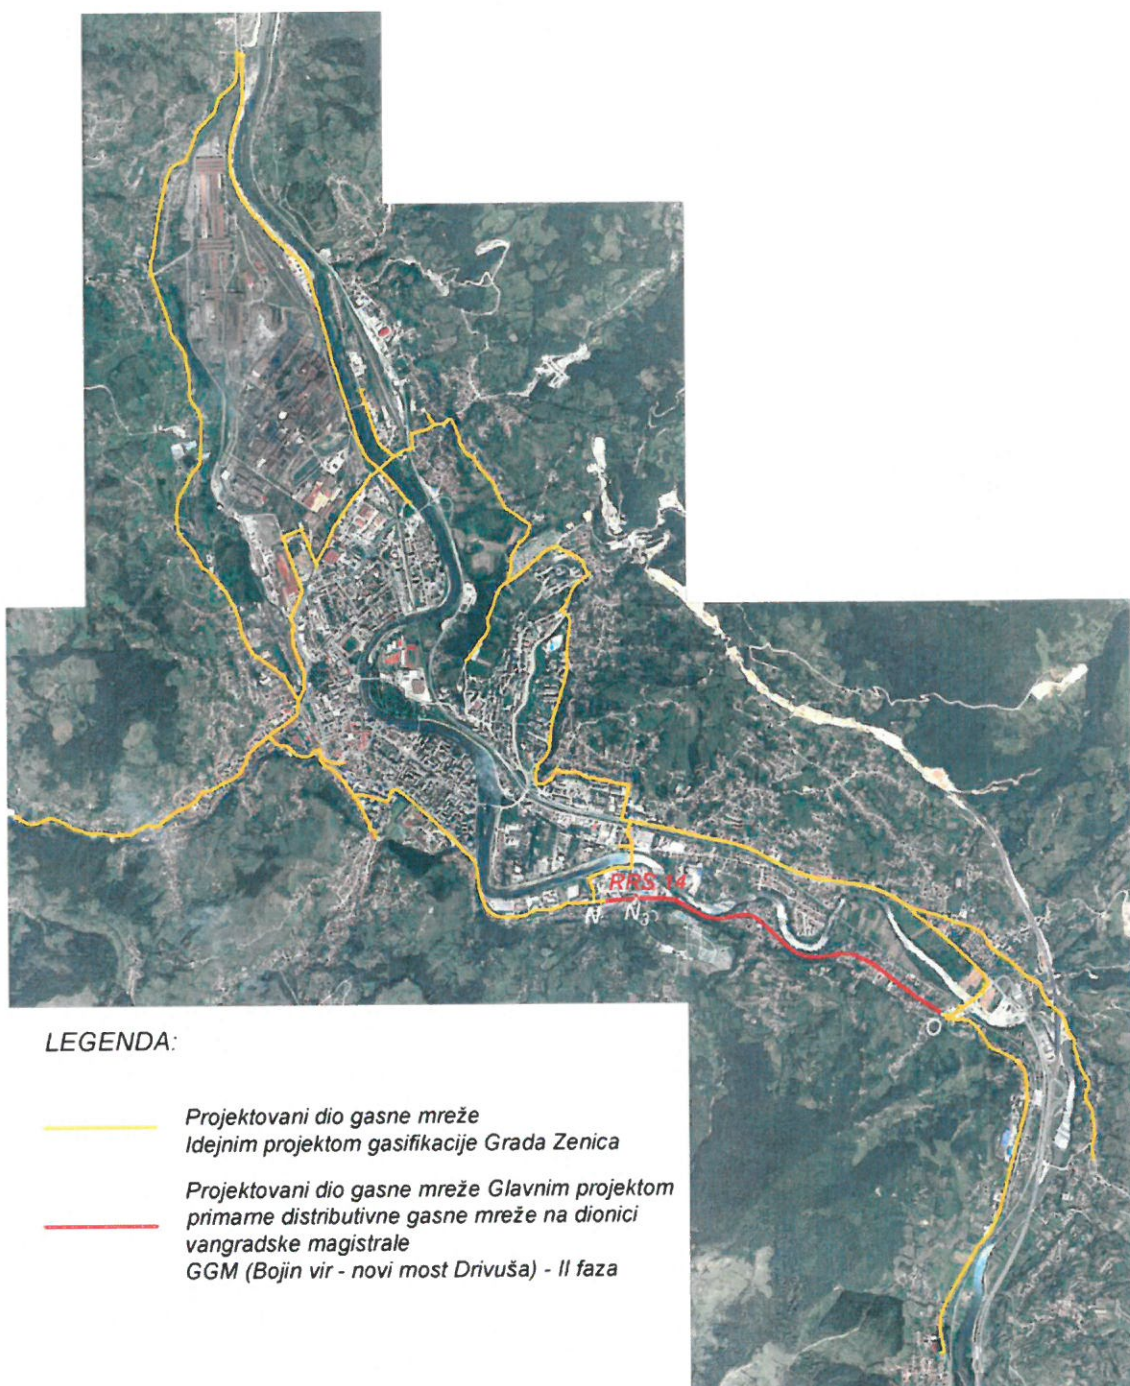 RRS 14
N
N3
O
LEGENDA:
Projektovani dio gasne mreže
Idejnim projektom gasifikacije Grada Zenica
Projektovani dio gasne mreže Glavnim projektom
primarne distributivne gasne mreže na dionici
vangradske magistrale
GGM (Bojin vir - novi most Drivuša) - II faza